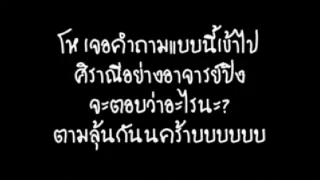 โห เจอคำถามแบบนี้เข้าไป
ศิราณีอย่างอาจารย์ปิง
จะตอบว่าอะไรนะ?
ตามลุ้นกันนคร้าบบบบบบ